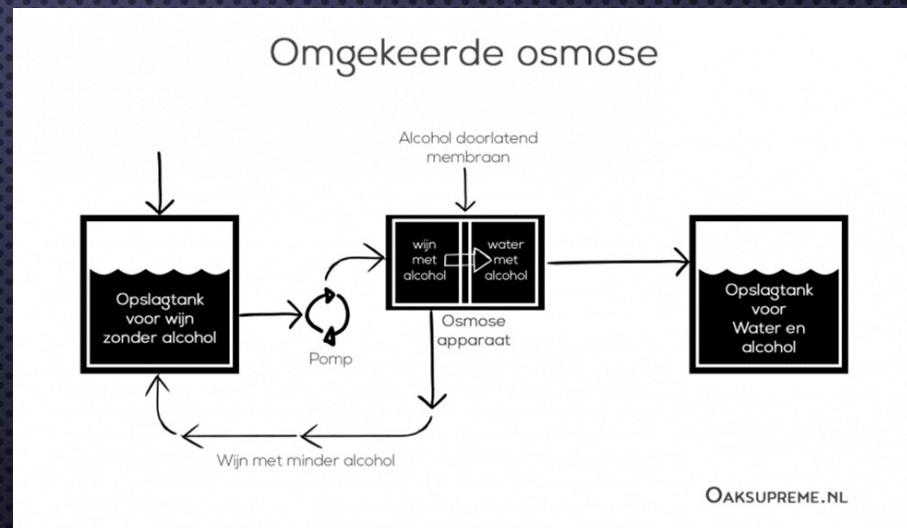 Omgekeerde osmose
Alcohol doorlatend
membraan
wijn
met
alcohol
water
met
alcohol
Opslagtank
voor wijn
zonder alcohol
Pomp
Osmose
apparaat
Opslagtank
voor
Water en
alcohol
Wijn met minder alcohol
OAKSUPREME.NL